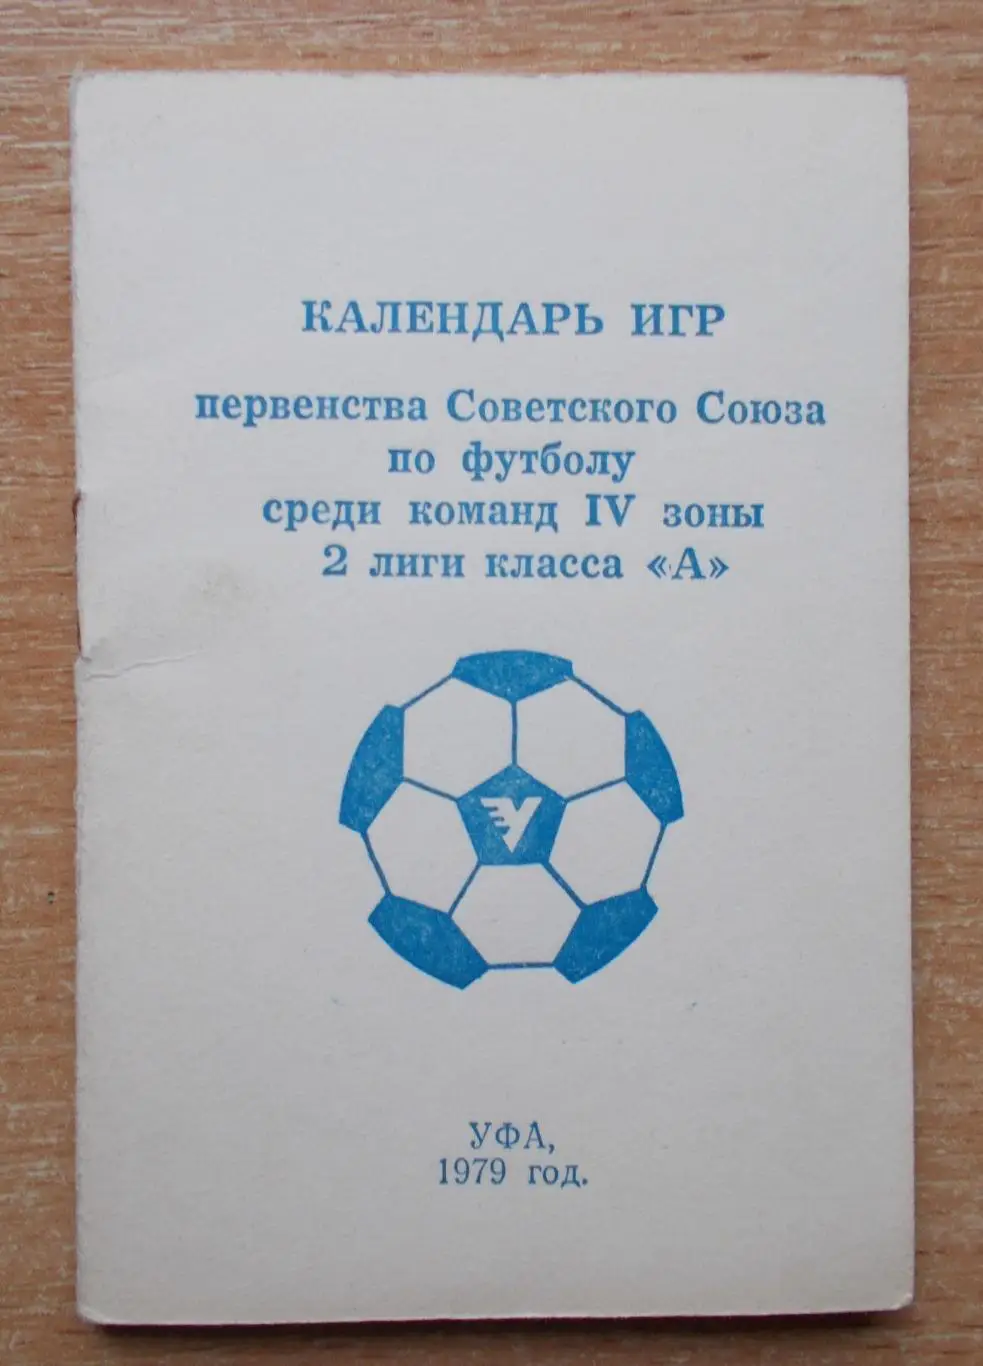 КАЛЕНДАРЬ ИГР
первенства Советского Союза
по футболу
среди команд IV зоны
2 лиги класса «А»
УФА,
1979 год.